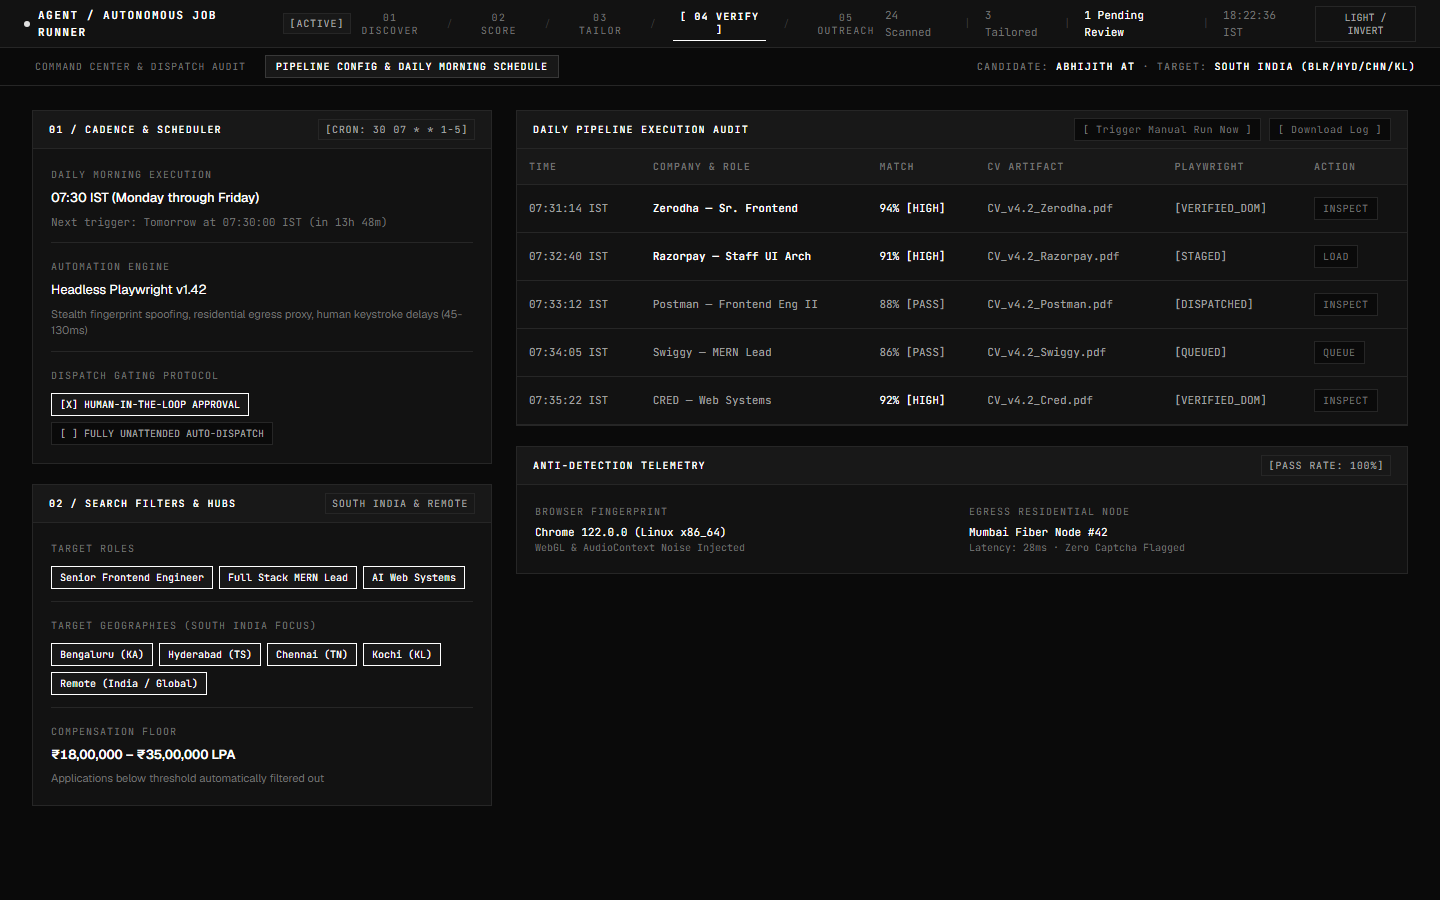 AGENT / AUTONOMOUS JOB RUNNER
[ACTIVE]
01 DISCOVER
/
02 SCORE
/
03 TAILOR
/
[ 04 VERIFY ]
/
05 OUTREACH
24 Scanned
|
3 Tailored
|
1 Pending Review
|
18:22:36 IST
LIGHT / INVERT
COMMAND CENTER & DISPATCH AUDIT
PIPELINE CONFIG & DAILY MORNING SCHEDULE
CANDIDATE: ABHIJITH AT · TARGET: SOUTH INDIA (BLR/HYD/CHN/KL)
01 / CADENCE & SCHEDULER
[CRON: 30 07 * * 1-5]
DAILY MORNING EXECUTION
07:30 IST (Monday through Friday)
Next trigger: Tomorrow at 07:30:00 IST (in 13h 48m)
AUTOMATION ENGINE
Headless Playwright v1.42
Stealth fingerprint spoofing, residential egress proxy, human keystroke delays (45-
130ms)
DISPATCH GATING PROTOCOL
[X] HUMAN-IN-THE-LOOP APPROVAL
[ ] FULLY UNATTENDED AUTO-DISPATCH
02 / SEARCH FILTERS & HUBS
SOUTH INDIA & REMOTE
TARGET ROLES
Senior Frontend Engineer
Full Stack MERN Lead
AI Web Systems
TARGET GEOGRAPHIES (SOUTH INDIA FOCUS)
Bengaluru (KA)
Hyderabad (TS)
Chennai (TN)
Kochi (KL)
Remote (India / Global)
COMPENSATION FLOOR
₹18,00,000 – ₹35,00,000 LPA
Applications below threshold automatically filtered out
DAILY PIPELINE EXECUTION AUDIT
[ Trigger Manual Run Now ]
[ Download Log ]
TIME COMPANY & ROLE MATCH CV ARTIFACT PLAYWRIGHT ACTION
07:31:14 IST Zerodha — Sr. Frontend 94% [HIGH] CV_v4.2_Zerodha.pdf [VERIFIED_DOM] INSPECT
07:32:40 IST Razorpay — Staff UI Arch 91% [HIGH] CV_v4.2_Razorpay.pdf [STAGED] LOAD
07:33:12 IST Postman — Frontend Eng II 88% [PASS] CV_v4.2_Postman.pdf [DISPATCHED] INSPECT
07:34:05 IST Swiggy — MERN Lead 86% [PASS] CV_v4.2_Swiggy.pdf [QUEUED] QUEUE
07:35:22 IST CRED — Web Systems 92% [HIGH] CV_v4.2_Cred.pdf [VERIFIED_DOM] INSPECT
ANTI-DETECTION TELEMETRY
[PASS RATE: 100%]
BROWSER FINGERPRINT
Chrome 122.0.0 (Linux x86_64)
WebGL & AudioContext Noise Injected
EGRESS RESIDENTIAL NODE
Mumbai Fiber Node #42
Latency: 28ms · Zero Captcha Flagged